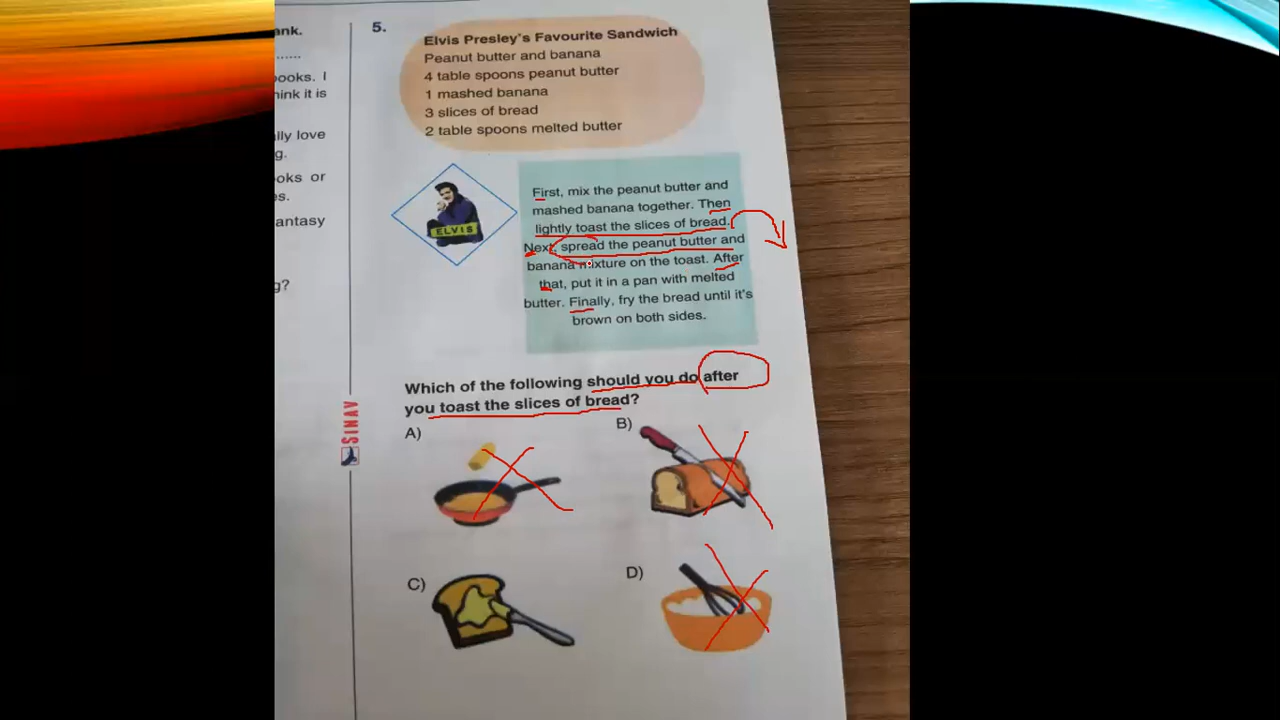 ank.
......
ooks. I
nink it is
lly love
g.
oks or
es.
antasy
g?
SINAV
5.
Elvis Presley's Favourite Sandwich
Peanut butter and banana
4 table spoons peanut butter
1 mashed banana
3 slices of bread
2 table spoons melted butter
ELVIS
First, mix the peanut butter and
mashed banana together. Then
lightly toast the slices of bread.
Next, spread the peanut butter and
banana mixture on the toast. After
that, put it in a pan with melted
butter. Finally, fry the bread until it's
brown on both sides.
Which of the following should you do after
you toast the slices of bread?
A)
B)
C)
D)